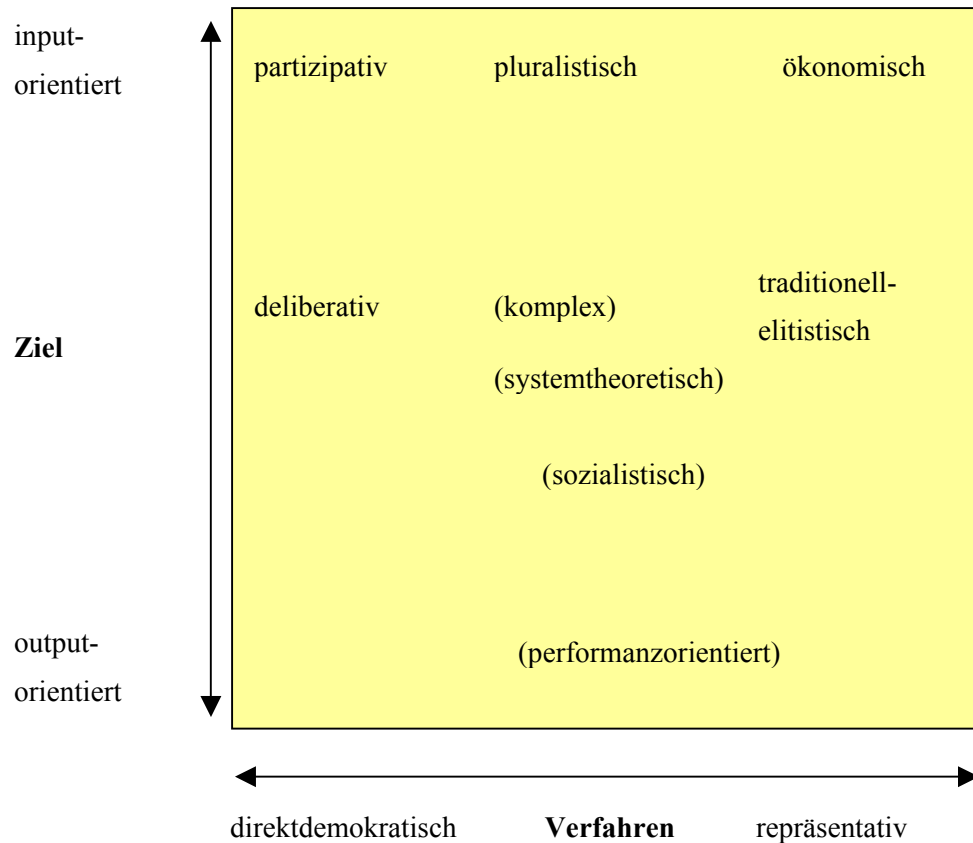 input-
orientiert
partizipativ
pluralistisch
ökonomisch
Ziel
deliberativ
(komplex)
traditionell-
elitistisch
(systemtheoretisch)
(sozialistisch)
output-
orientiert
(performanzorientiert)
direktdemokratisch
Verfahren
repräsentativ